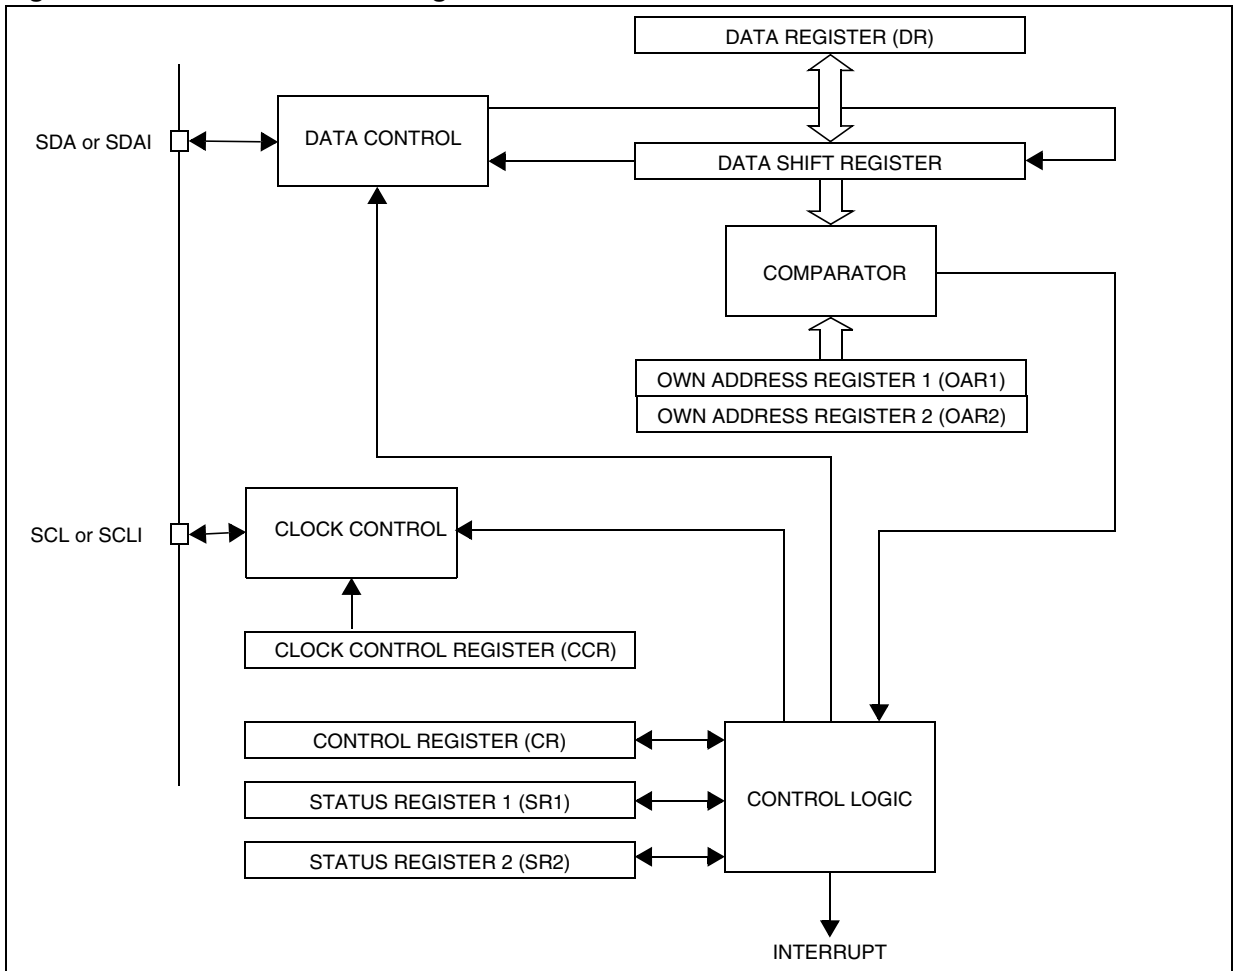 DATA REGISTER (DR)
SDA or SDAI
DATA CONTROL
DATA SHIFT REGISTER
COMPARATOR
OWN ADDRESS REGISTER 1 (OAR1)
OWN ADDRESS REGISTER 2 (OAR2)
SCL or SCLI
CLOCK CONTROL
CLOCK CONTROL REGISTER (CCR)
CONTROL REGISTER (CR)
STATUS REGISTER 1 (SR1)
CONTROL LOGIC
STATUS REGISTER 2 (SR2)
INTERRUPT